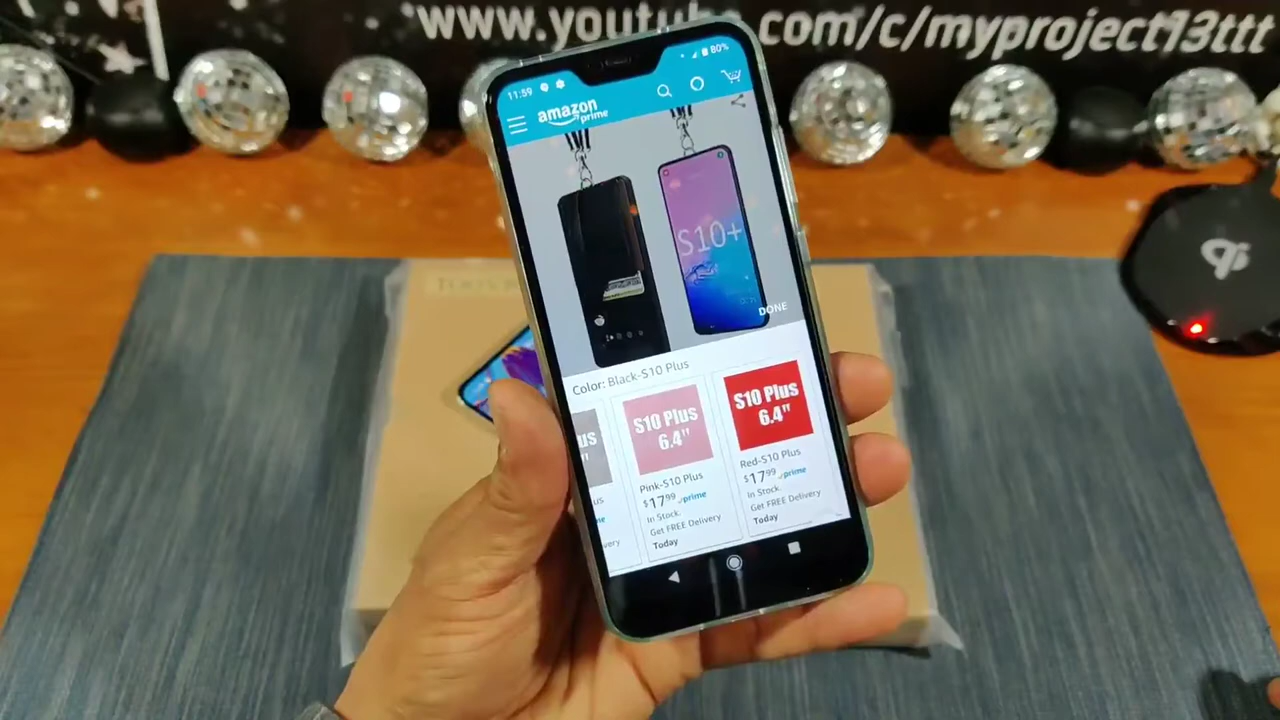 www.youtube.com/c/myproject13ttt
11:59
80%
amazon
prime
S10+
DONE
Color: Black-S10 Plus
S10 Plus
6.4"
Pink-S10 Plus
$17.99 prime
In Stock.
Get FREE Delivery
Today
S10 Plus
6.4"
Red-S10 Plus
$17.99 prime
In Stock.
Get FREE Delivery
Today
Qi